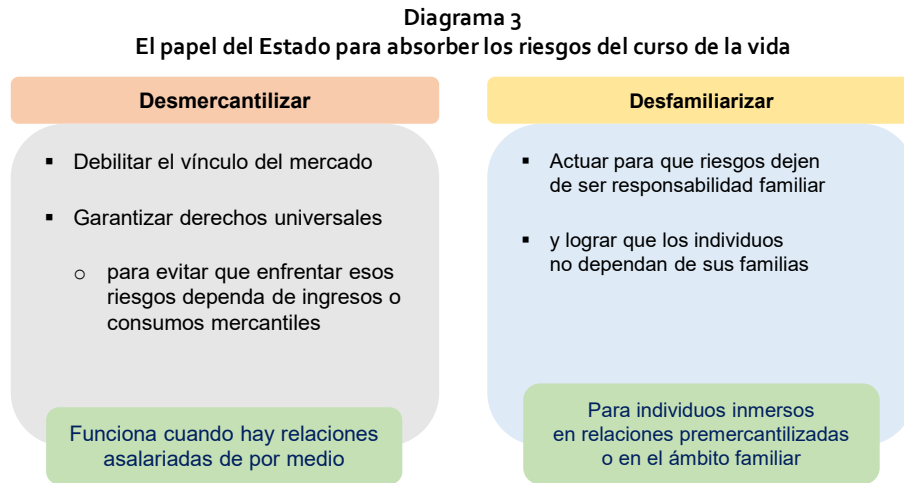 Diagrama 3
El papel del Estado para absorber los riesgos del curso de la vida
Desmercantilizar
▪ Debilitar el vínculo del mercado
▪ Garantizar derechos universales
o para evitar que enfrentar esos
riesgos dependa de ingresos o
consumos mercantiles
Funciona cuando hay relaciones
asalariadas de por medio
Desfamiliarizar
▪ Actuar para que riesgos dejen
de ser responsabilidad familiar
▪ y lograr que los individuos
no dependan de sus familias
Para individuos inmersos
en relaciones premercantilizadas
o en el ámbito familiar